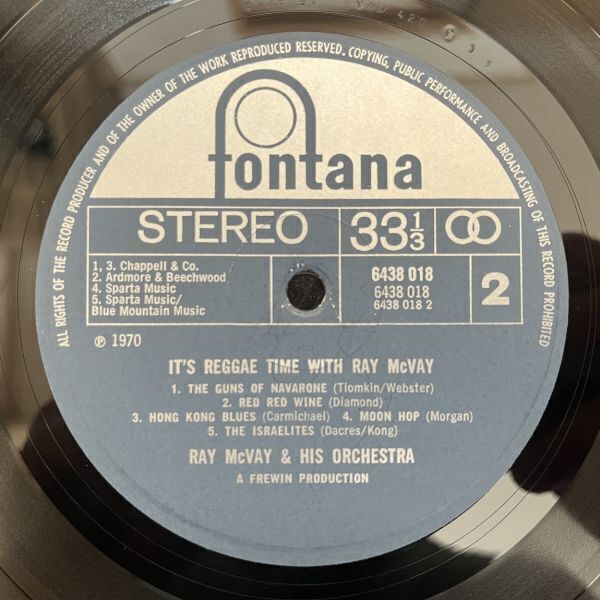 ALL RIGHTS OF THE RECORD PRODUCER AND OF THE OWNER OF THE WORK REPRODUCED RESERVED. COPYING, PUBLIC PERFORMANCE AND BROADCASTING OF THIS RECORD PROHIBITED
fontana
STEREO
33⅓
1, 3. Chappell & Co.
2. Ardmore & Beechwood
4. Sparta Music
5. Sparta Music/
Blue Mountain Music
6438 018
6438 018
6438 018 2
2
℗ 1970
IT'S REGGAE TIME WITH RAY McVAY
1. THE GUNS OF NAVARONE (Tiomkin/Webster)
2. RED RED WINE (Diamond)
3. HONG KONG BLUES (Carmichael) 4. MOON HOP (Morgan)
5. THE ISRAELITES (Dacres/Kong)
RAY McVAY & HIS ORCHESTRA
A FREWIN PRODUCTION